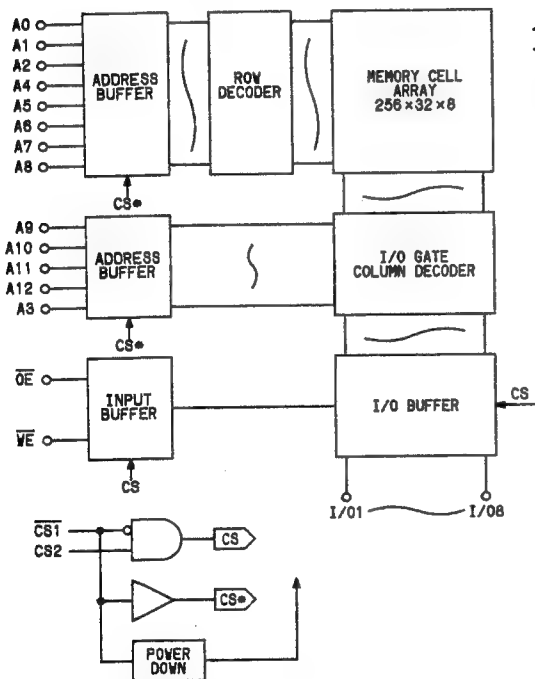 A0
A1
A2
A4
A5
A6
A7
A8
ADDRESS
BUFFER
ROW
DECODER
MEMORY CELL
ARRAY
256×32×8
CS*
A9
A10
A11
A12
A3
ADDRESS
BUFFER
I/O GATE
COLUMN DECODER
CS*
OE
WE
INPUT
BUFFER
I/O BUFFER
CS
CS
I/O1
I/O8
CS1
CS2
CS
CS*
POWER
DOWN